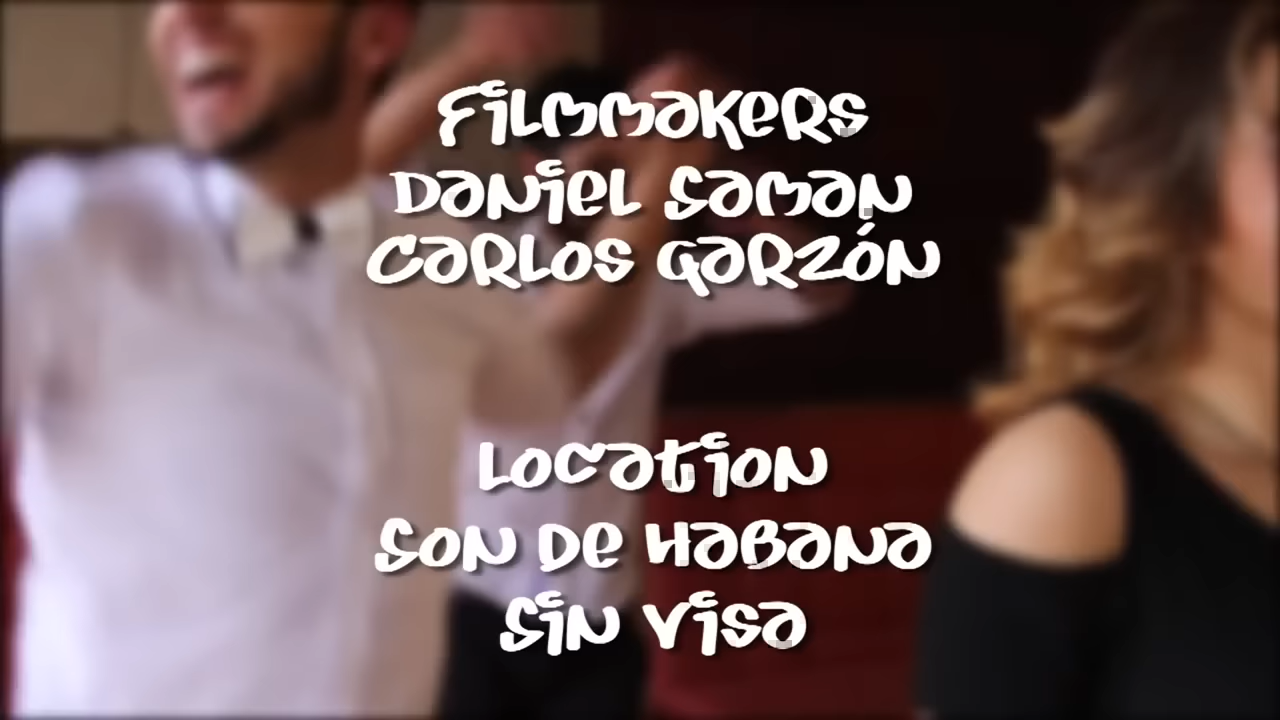 Filmmakers
Daniel Saman
Carlos Garzón
Location
Son de Habana
Sin Visa